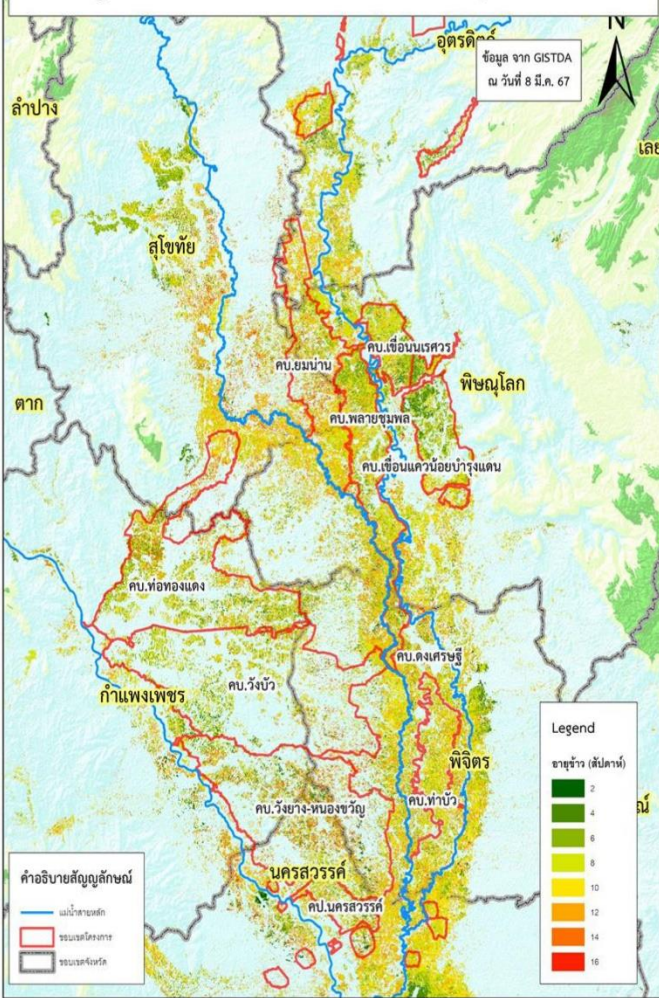 อุตรดิตถ์
N
ข้อมูล จาก GISTDA
ณ วันที่ 8 มี.ค. 67
ลำปาง
เลย
สุโขทัย
คบ.เขื่อนนเรศวร
คบ.ยมน่าน
พิษณุโลก
ตาก
คบ.พลายชุมพล
คบ.เขื่อนแควน้อยบำรุงแดน
คบ.ท่อทองแดง
คบ.ดงเศรษฐี
คบ.วังบัว
กำแพงเพชร
พิจิตร
คบ.ท่าบัว
คบ.วังยาง-หนองขวัญ
นครสวรรค์
คป.นครสวรรค์
ณ์
Legend
อายุข้าว (สัปดาห์)
2
4
6
8
10
12
14
16
คำอธิบายสัญญลักษณ์
แม่น้ำสายหลัก
ขอบเขตโครงการ
ขอบเขตจังหวัด